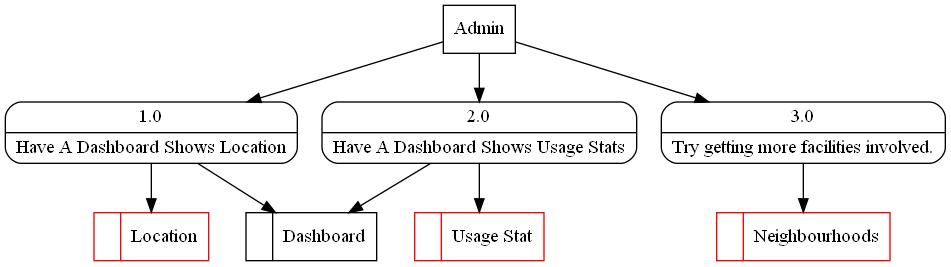 Admin
1.0
Have A Dashboard Shows Location
2.0
Have A Dashboard Shows Usage Stats
3.0
Try getting more facilities involved.
Location
Dashboard
Usage Stat
Neighbourhoods